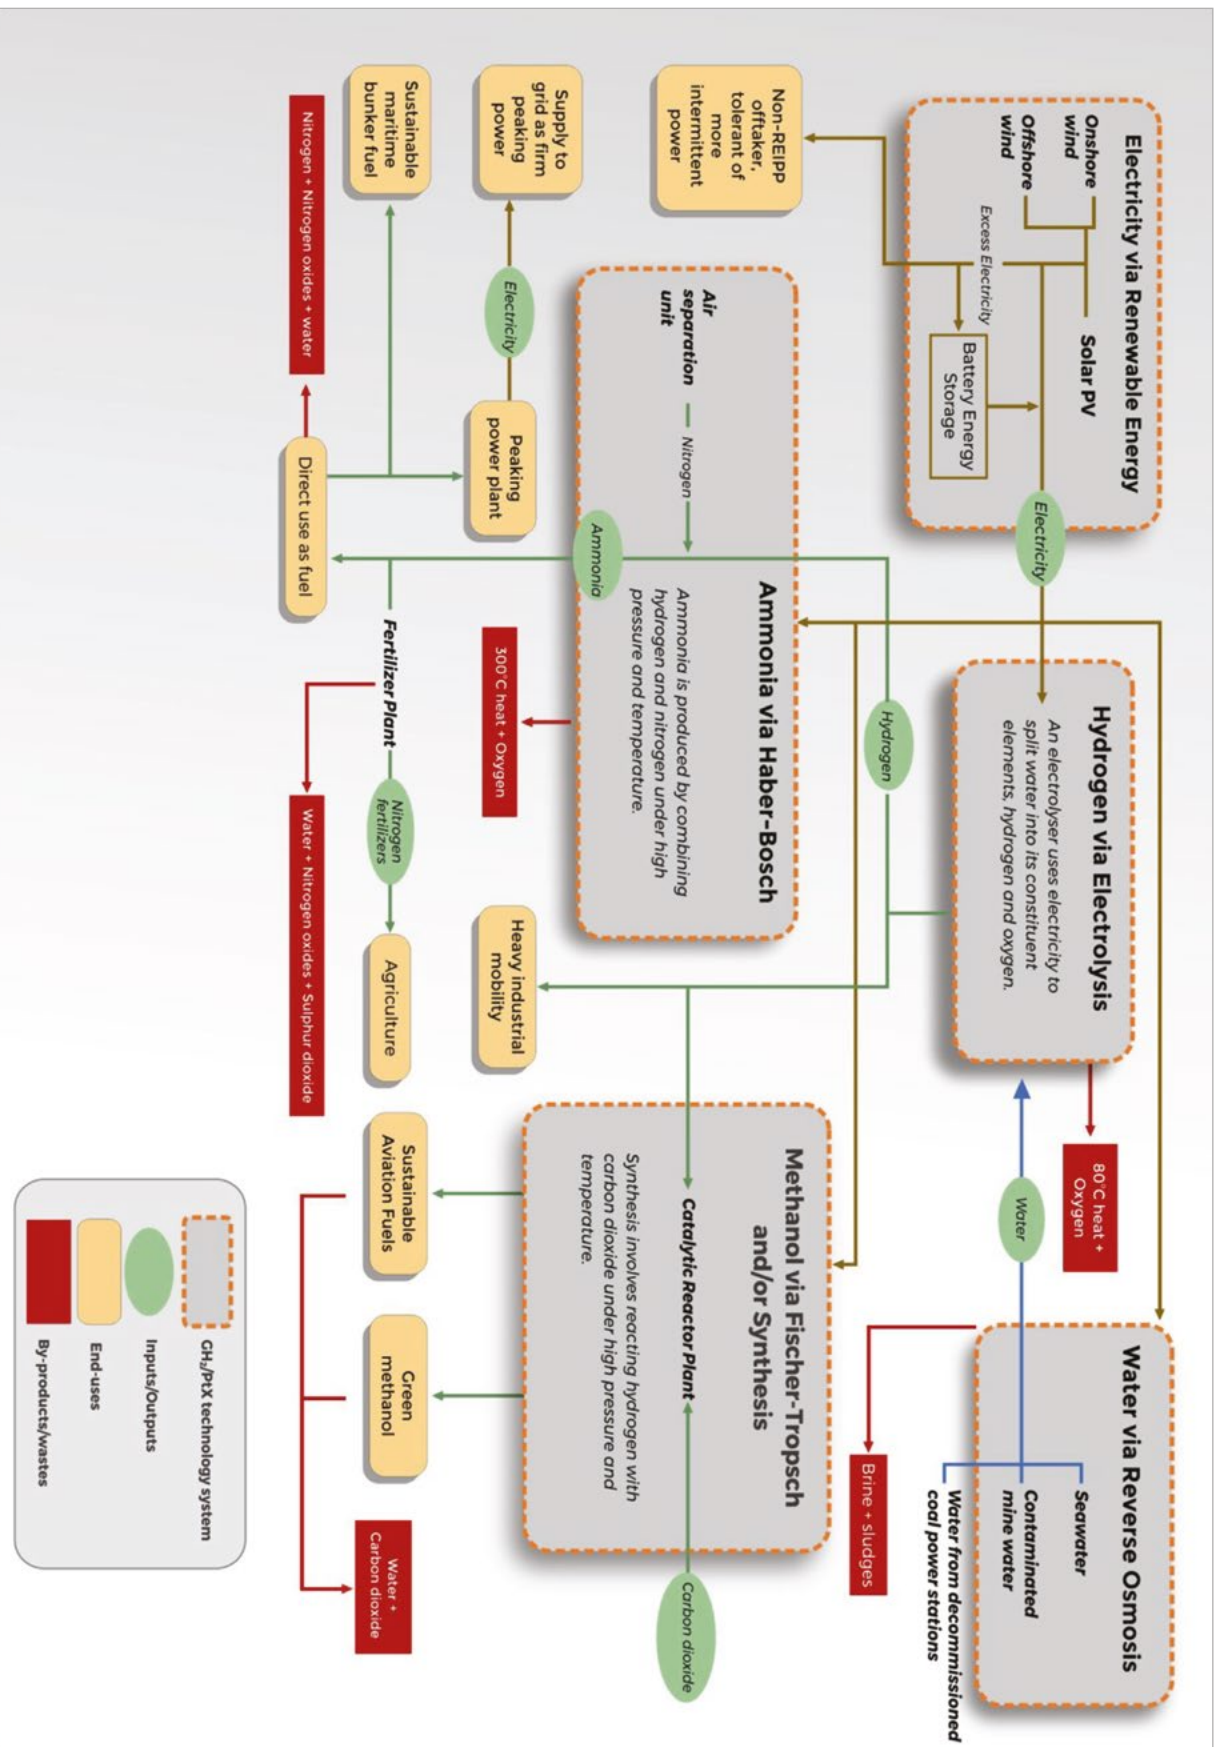 Electricity via Renewable Energy
Onshore
wind
Offshore
wind
Solar PV
Excess Electricity
Battery Energy
Storage
Electricity
Non-REIPP
offtaker,
tolerant of
more
intermittent
power
Hydrogen via Electrolysis
An electrolyser uses electricity to
split water into its constituent
elements, hydrogen and oxygen.
80°C heat +
Oxygen
Water
Water via Reverse Osmosis
Seawater
Contaminated
mine water
Water from decommissioned
coal power stations
Brine + sludges
Hydrogen
Ammonia via Haber-Bosch
Air
separation
unit
Nitrogen
Ammonia is produced by combining
hydrogen and nitrogen under high
pressure and temperature.
Ammonia
300°C heat + Oxygen
Methanol via Fischer-Tropsch
and/or Synthesis
Catalytic Reactor Plant
Synthesis involves reacting hydrogen with
carbon dioxide under high pressure and
temperature.
Carbon dioxide
Supply to
grid as firm
peaking
power
Electricity
Peaking
power plant
Heavy industrial
mobility
Sustainable
maritime
bunker fuel
Fertilizer Plant
Nitrogen
fertilizers
Agriculture
Sustainable
Aviation Fuels
Green
methanol
Water +
Carbon dioxide
Nitrogen + Nitrogen oxides + water
Direct use as fuel
Water + Nitrogen oxides + Sulphur dioxide
GH₂/PtX technology system
Inputs/Outputs
End-uses
By-products/wastes